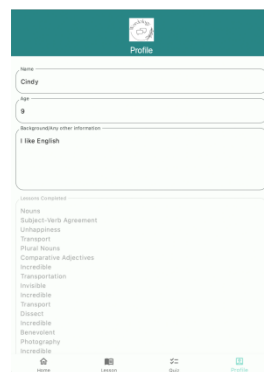 Profile
Name
Cindy
Age
9
Background/Any other information
I like English
Lessons Completed
Nouns
Subject-Verb Agreement
Unhappiness
Transport
Plural Nouns
Comparative Adjectives
Incredible
Transportation
Invisible
Incredible
Transport
Dissect
Incredible
Benevolent
Photography
Incredible
Home
Lesson
Quiz
Profile